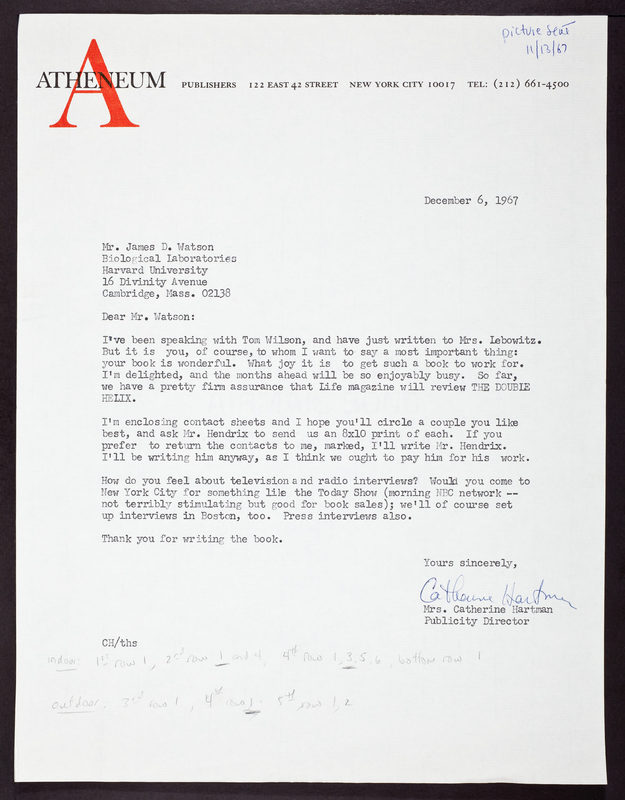 picture sent
11/13/67
A
ATHENEUM PUBLISHERS 122 EAST 42 STREET NEW YORK CITY 10017 TEL: (212) 661-4500
December 6, 1967
Mr. James D. Watson
Biological Laboratories
Harvard University
16 Divinity Avenue
Cambridge, Mass. 02138
Dear Mr. Watson:
I've been speaking with Tom Wilson, and have just written to Mrs. Lebowitz.
But it is you, of course, to whom I want to say a most important thing:
your book is wonderful. What joy it is to get such a book to work for.
I'm delighted, and the months ahead will be so enjoyably busy. So far,
we have a pretty firm assurance that Life magazine will review THE DOUBLE
HELIX.
I'm enclosing contact sheets and I hope you'll circle a couple you like
best, and ask Mr. Hendrix to send us an 8x10 print of each. If you
prefer to return the contacts to me, marked, I'll write Mr. Hendrix.
I'll be writing him anyway, as I think we ought to pay him for his work.
How do you feel about television and radio interviews? Would you come to
New York City for something like the Today Show (morning NBC network --
not terribly stimulating but good for book sales); we'll of course set
up interviews in Boston, too. Press interviews also.
Thank you for writing the book.
Yours sincerely,
Catherine Hartman
Mrs. Catherine Hartman
Publicity Director
CH/ths
indoor: 1st row 1, 2nd row 1 and 4, 4th row 1,3,5,6, bottom row 1
outdoor: 3rd row 1, 4th row 1, 5th row 1,2